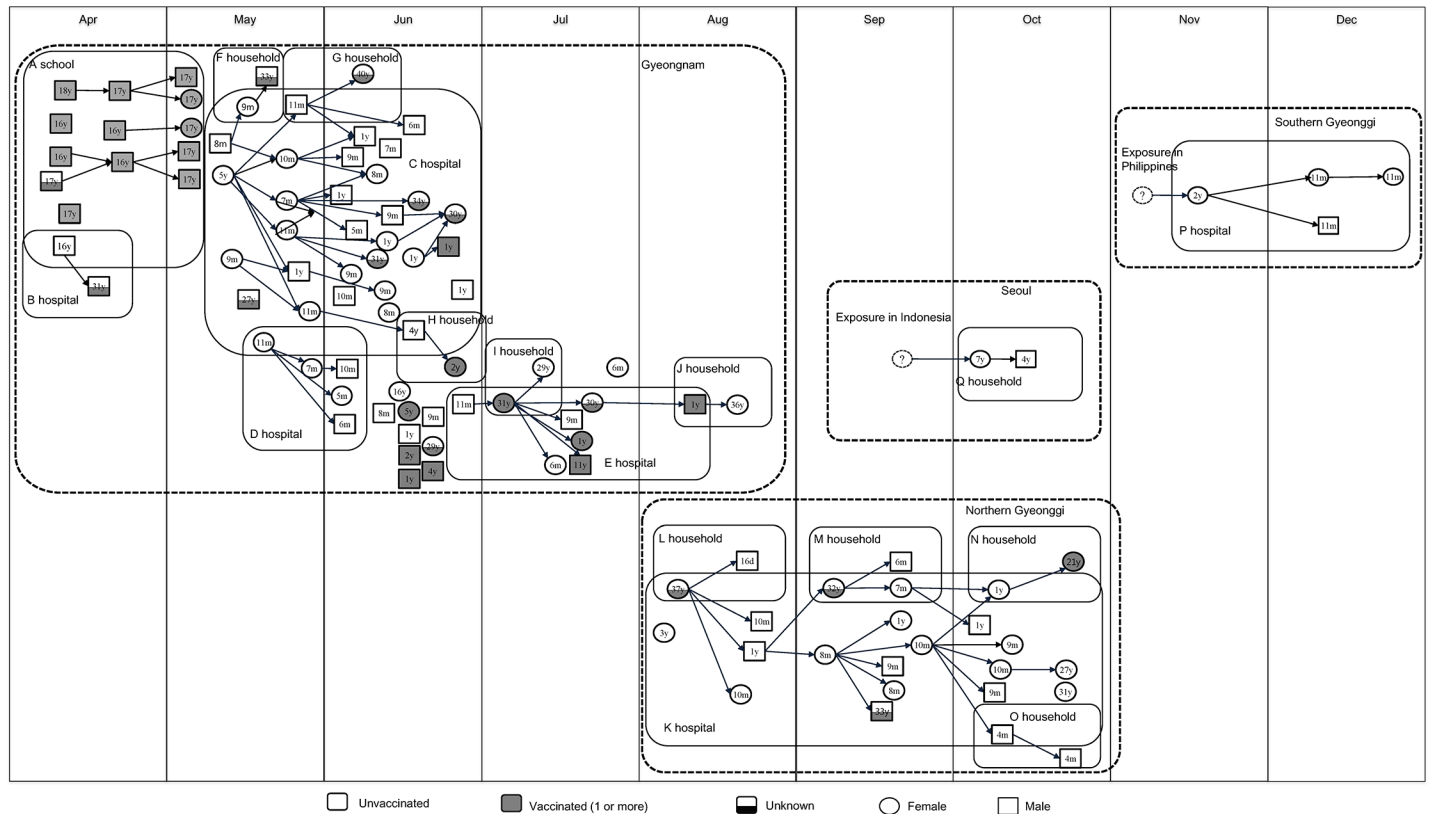 Apr May Jun Jul Aug Sep Oct Nov Dec
A school
18y
17y
17y
17y
16y
16y
17y
16y
16y
17y
17y
17y
17y
16y
31y
B hospital
Gyeongnam
F household
33y
9m
G household
40y
11m
6m
8m
5y
10m
1y
9m
7m
8m
C hospital
7m
1y
34y
9m
30y
11m
5m
1y
31y
1y
1y
9m
1y
9m
9m
10m
1y
27y
11m
8m
H household
4y
2y
11m
7m
10m
5m
6m
D hospital
16y
8m
5y
9m
1y
29y
2y
4y
1y
I household
29y
6m
11m
31y
30y
9m
1y
6m
11y
E hospital
J household
1y
36y
Seoul
Exposure in Indonesia
?
7y
4y
Q household
Southern Gyeonggi
Exposure in
Philippines
?
2y
11m
11m
11m
P hospital
Northern Gyeonggi
L household
16d
37y
3y
10m
1y
10m
K hospital
M household
6m
32y
7m
1y
8m
10m
9m
8m
33y
N household
21y
1y
1y
9m
10m
27y
9m
31y
O household
4m
4m
Unvaccinated
Vaccinated (1 or more)
Unknown
Female
Male